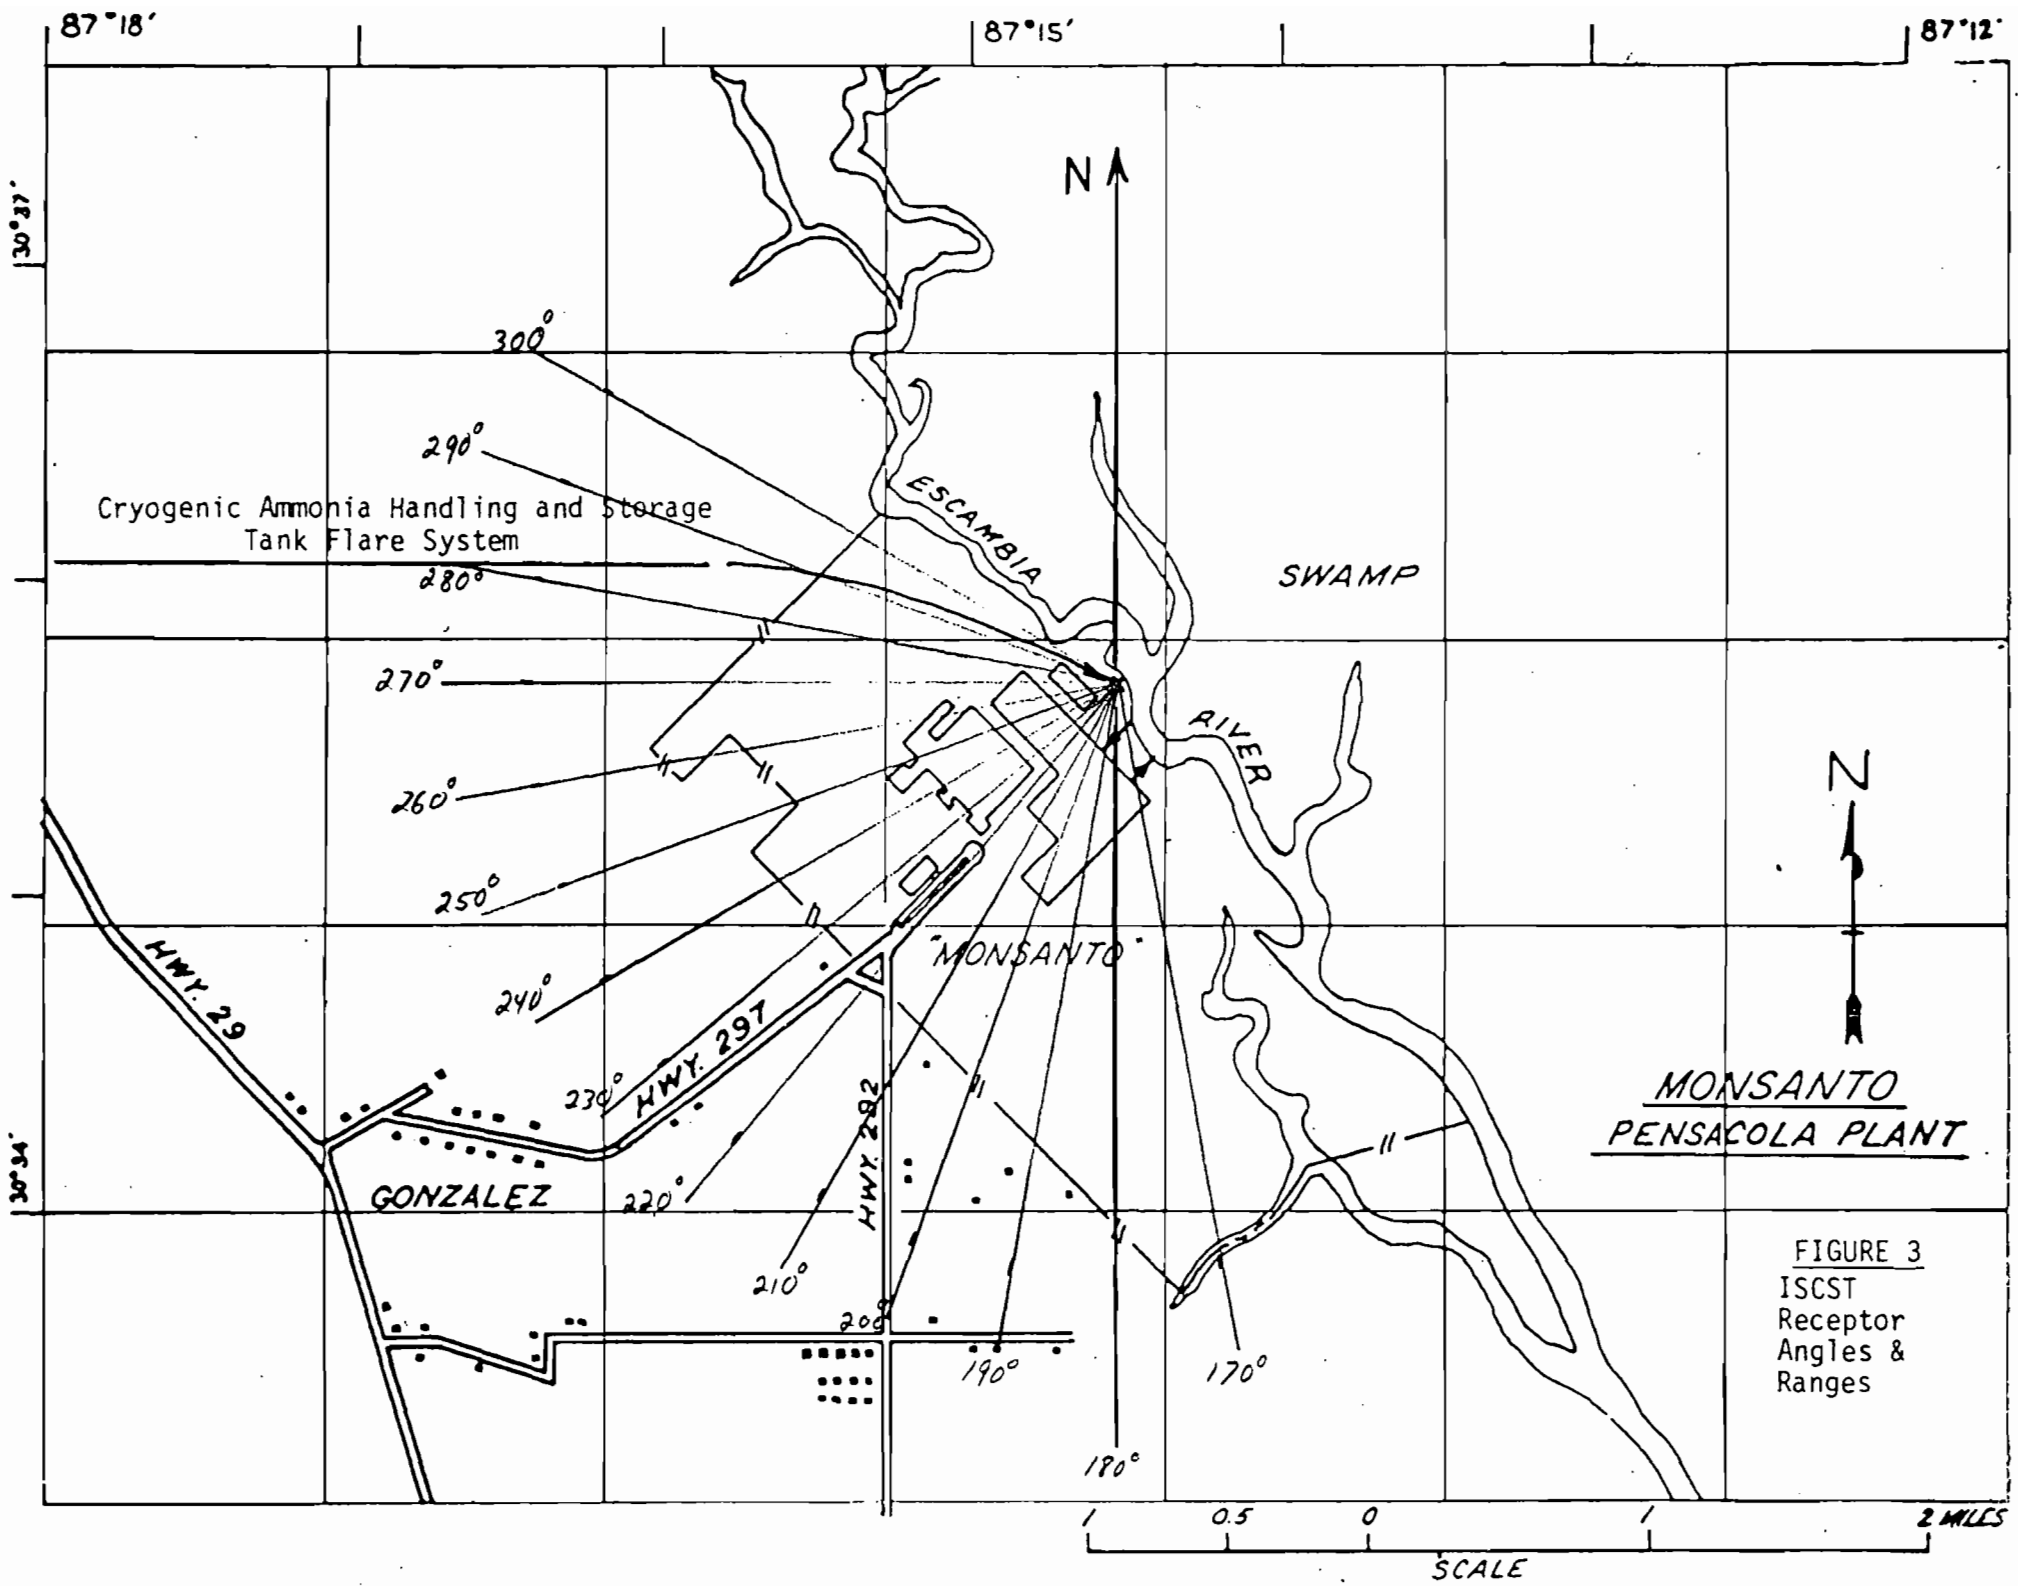 87°18'
87°15'
87°12'
30°37'
N
300°
290°
Cryogenic Ammonia Handling and Storage
Tank Flare System
280°
ESCAMBIA
SWAMP
270°
RIVER
260°
N
250°
"MONSANTO"
HWY. 29
240°
HWY. 297
230°
HWY. 292
MONSANTO
PENSACOLA PLANT
30°34'
GONZALEZ
220°
210°
200
190°
170°
180°
FIGURE 3
ISCST
Receptor
Angles &
Ranges
1 0.5 0 1 2 MILES
SCALE